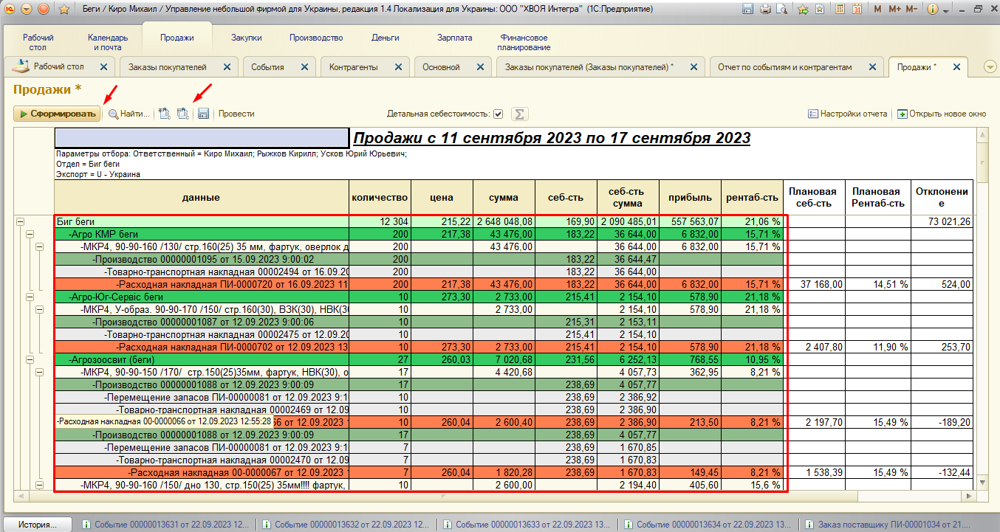 Беги / Киро Михаил / Управление небольшой фирмой для Украины, редакция 1.4 Локализация для Украины: ООО "ХВОЯ Интегра" (1С:Предприятие)
M M+ M-
Рабочий стол Календарь и почта Продажи Закупки Производство Деньги Зарплата Финансовое планирование
Рабочий стол Заказы покупателей События Контрагенты Основной Заказы покупателей (Заказы покупателей) * Отчет по событиям и контрагентам Продажи *
Продажи *
Сформировать Найти... Провести Детальная себестоимость: Σ Настройки отчета Открыть новое окно
Продажи с 11 сентября 2023 по 17 сентября 2023
Параметры отбора: Ответственный = Киро Михаил; Рыжков Кирилл; Усков Юрий Юрьевич;
Отдел = Биг беги
Экспорт = U - Украина
данные количество цена сумма себ-сть себ-сть сумма прибыль рентаб-сть Плановая себ-сть Плановая Рентаб-сть Отклонение
Биг беги 12 304 215,22 2 648 048,08 169,90 2 090 485,01 557 563,07 21,06 % 73 021,26
-Агро КМР беги 200 217,38 43 476,00 183,22 36 644,00 6 832,00 15,71 %
-МКР4, 90-90-160 /130/ стр.160(25) 35 мм, фартук, оверлок д 200 43 476,00 36 644,00 6 832,00 15,71 %
-Производство 00000001095 от 15.09.2023 9:00:02 200 183,22 36 644,47
-Товарно-транспортная накладная 00002494 от 16.09.20 200 183,22 36 644,00
-Расходная накладная ПИ-0000720 от 16.09.2023 11 200 217,38 43 476,00 183,22 36 644,00 6 832,00 15,71 % 37 168,00 14,51 % 524,00
-Агро-Юг-Сервіс беги 10 273,30 2 733,00 215,41 2 154,10 578,90 21,18 %
-МКР4, У-образ. 90-90-170 /150/ стр.160(30), ВЗК(30), НВК(30 10 2 733,00 2 154,10 578,90 21,18 %
-Производство 00000001087 от 12.09.2023 9:00:06 10 215,31 2 153,11
-Товарно-транспортная накладная 00002475 от 12.09.20 10 215,41 2 154,10
-Расходная накладная ПИ-0000702 от 12.09.2023 13 10 273,30 2 733,00 215,41 2 154,10 578,90 21,18 % 2 407,80 11,90 % 253,70
-Агрозоосвит (беги) 27 260,03 7 020,68 231,56 6 252,13 768,55 10,95 %
-МКР4, 90-90-150 /170/ стр.150(25)35мм, фартук, НВК(30), о 17 4 420,68 4 057,73 362,95 8,21 %
-Производство 00000001088 от 12.09.2023 9:00:09 17 238,69 4 057,77
-Перемещение запасов ПИ-00000081 от 12.09.2023 9:1 10 238,69 2 386,92
-Товарно-транспортная накладная 00002469 от 12.09 10 238,69 2 386,90
-Расходная накладная 00-0000066 от 12.09.2023 12:55:28 66 от 12.09.2023 1 10 260,04 2 600,40 238,69 2 386,90 213,50 8,21 % 2 197,70 15,49 % -189,20
-Производство 00000001088 от 12.09.2023 9:00:09 17 238,69 4 057,77
-Перемещение запасов ПИ-00000081 от 12.09.2023 9:1 7 238,69 1 670,85
-Товарно-транспортная накладная 00002470 от 12.09 7 238,69 1 670,83
-Расходная накладная 00-0000067 от 12.09.2023 7 260,04 1 820,28 238,69 1 670,83 149,45 8,21 % 1 538,39 15,49 % -132,44
-МКР4, 90-90-160 /150/ дно 130, стр.150(25) 35мм!!!! фартук, 10 2 600,00 2 194,40 405,60 15,6 %
История... Событие 00000013631 от 22.09.2023 12... Событие 00000013632 от 22.09.2023 12... Событие 00000013633 от 22.09.2023 13... Событие 00000013634 от 22.09.2023 13... Заказ поставщику ПИ-00001034 от 21....